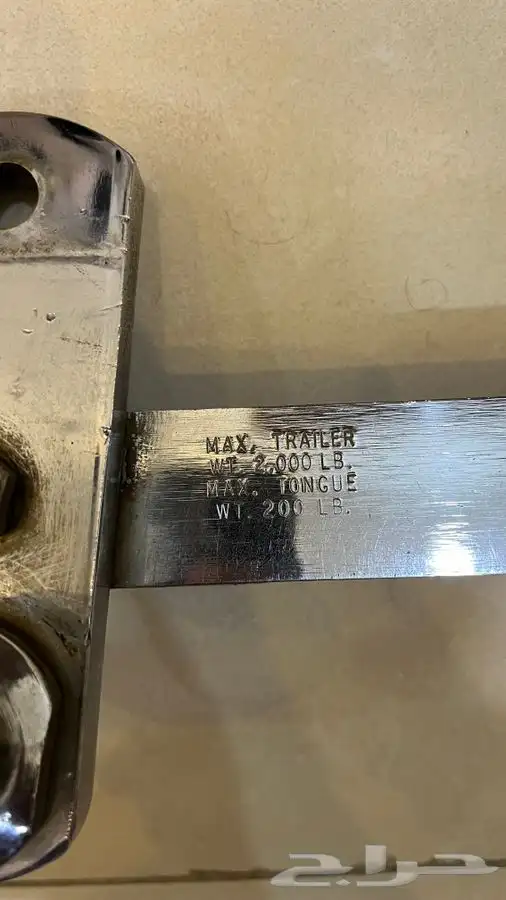 MAX. TRAILER
WT. 2,000 LB.
MAX. TONGUE
WT. 200 LB.
حراج